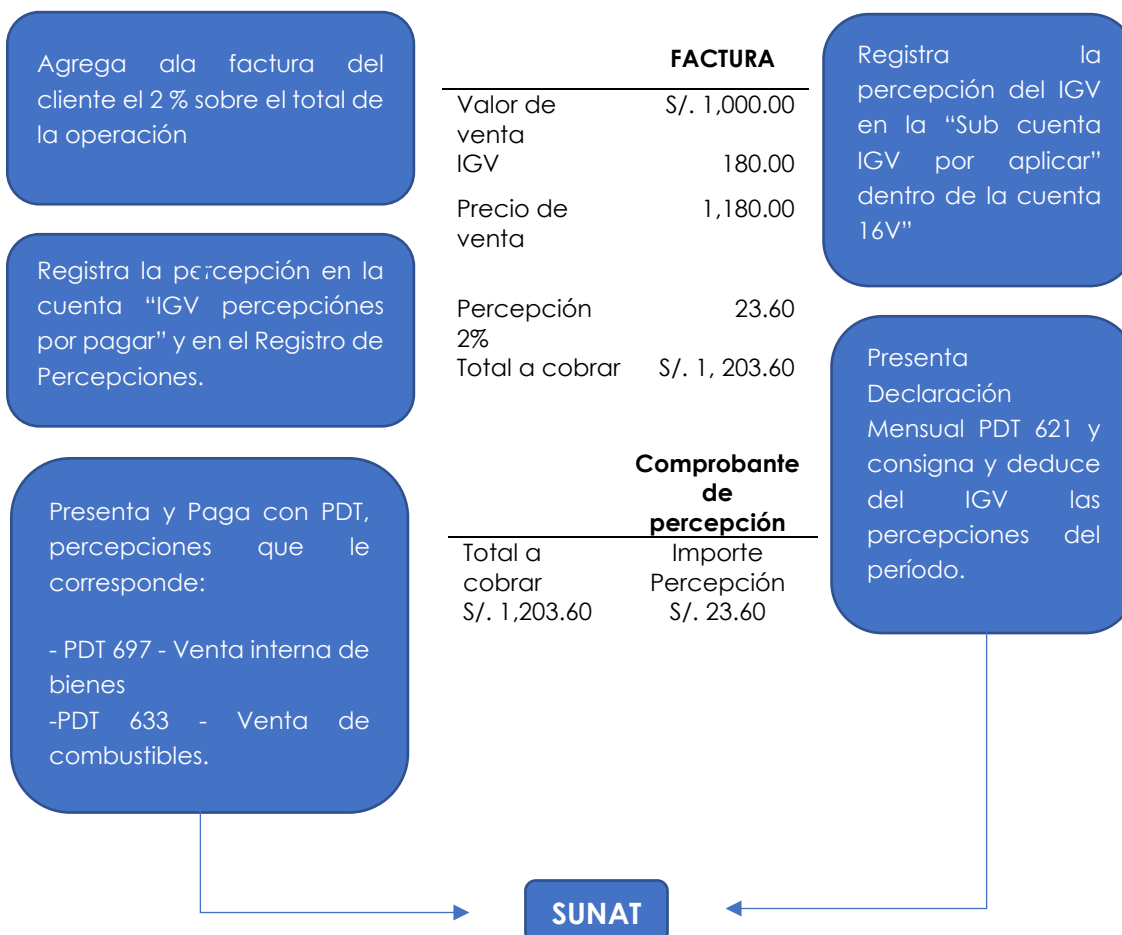 Agrega ala factura del
cliente el 2 % sobre el total de
la operación
Registra la percepción en la
cuenta “IGV percepciónes
por pagar” y en el Registro de
Percepciones.
Presenta y Paga con PDT,
percepciones que le
corresponde:
- PDT 697 - Venta interna de
bienes
-PDT 633 - Venta de
combustibles.
FACTURA
Valor de venta S/. 1,000.00
IGV 180.00
Precio de venta 1,180.00
Percepción 2% 23.60
Total a cobrar S/. 1, 203.60
Comprobante
de
percepción
Total a cobrar Importe Percepción
S/. 1,203.60 S/. 23.60
Registra la
percepción del IGV
en la “Sub cuenta
IGV por aplicar”
dentro de la cuenta
16V”
Presenta
Declaración
Mensual PDT 621 y
consigna y deduce
del IGV las
percepciones del
período.
SUNAT